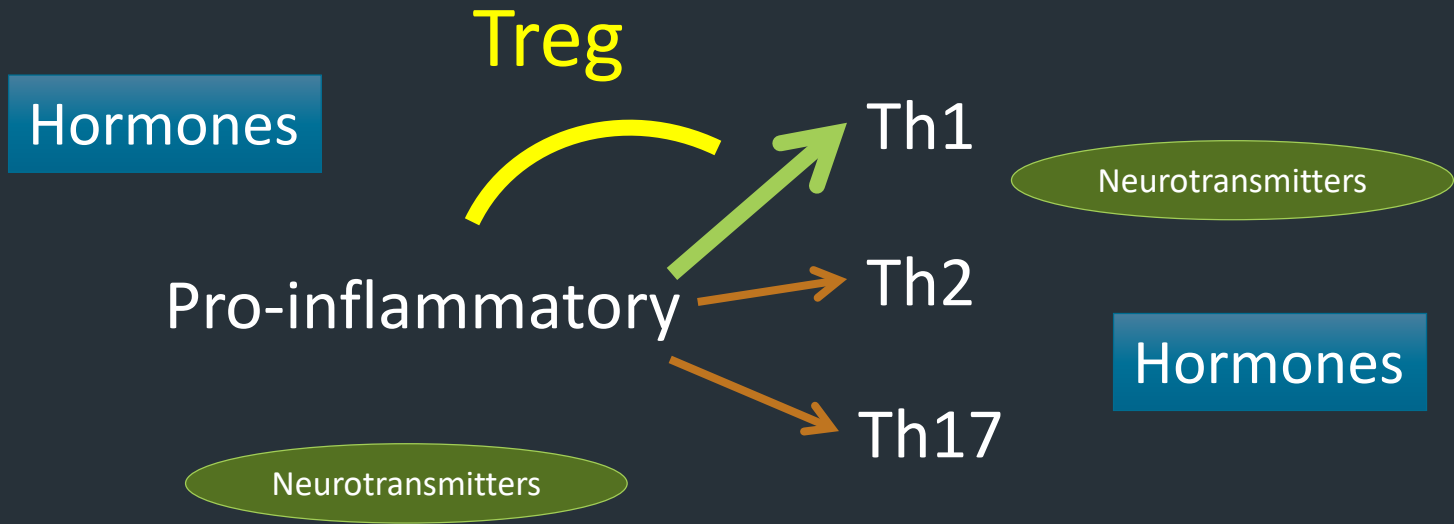 Treg
Hormones
Th1
Neurotransmitters
Th2
Pro-inflammatory
Hormones
Th17
Neurotransmitters